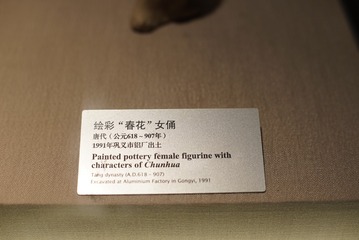 绘彩“春花”女俑
唐代（公元618－907年）
1991年巩义市铝厂出土
Painted pottery female figurine with
characters of Chunhua
Tang dynasty (A.D.618－907)
Excavated at Aluminium Factory in Gongyi, 1991